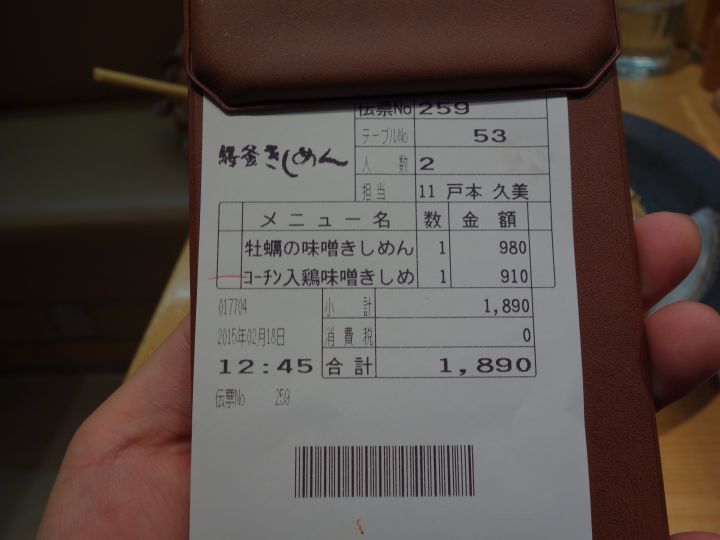 伝票No 259
テーブルNo 53
きしめん
人 数 2
担当 11 戸本 久美
メニュー名 数 金 額
牡蠣の味噌きしめん 1 980
コーチン入鶏味噌きしめ 1 910
017704
小 計 1,890
2015年02月18日
消費税 0
12:45
合計 1,890
伝票No 259